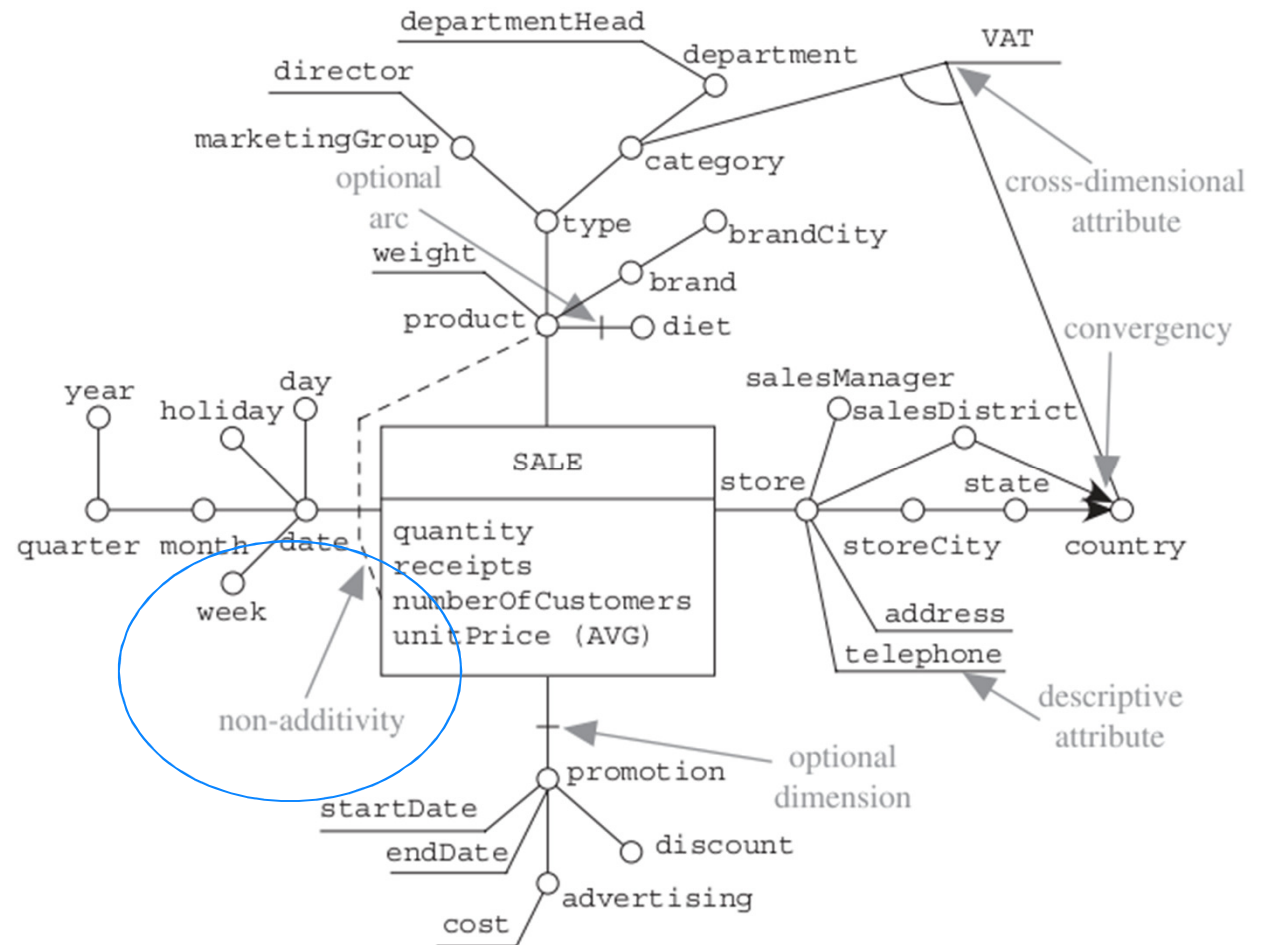 departmentHead
VAT
department
director
marketingGroup
category
optional
arc
cross-dimensional
attribute
type
brandCity
weight
brand
product
diet
convergency
salesManager
year
day
holiday
salesDistrict
SALE
store
state
quantity
quarter
month
date
storeCity
country
receipts
numberOfCustomers
week
address
unitPrice (AVG)
telephone
non-additivity
descriptive
attribute
optional
dimension
promotion
startDate
endDate
discount
advertising
cost